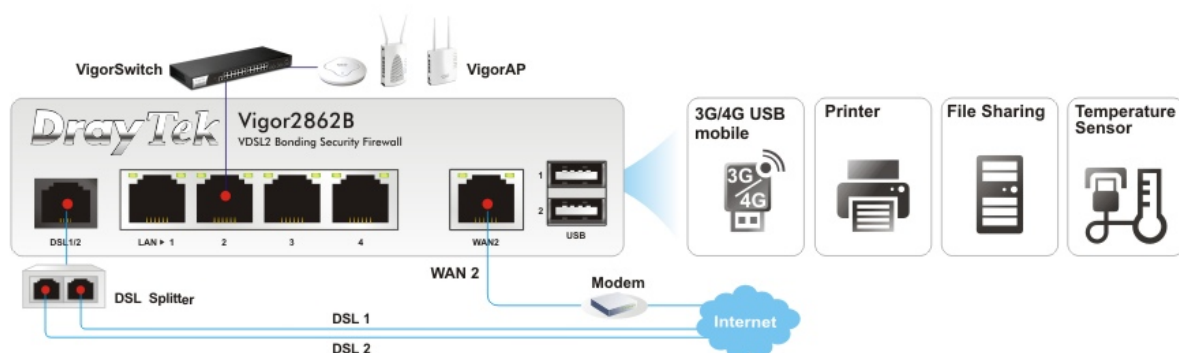 VigorSwitch
VigorAP
DrayTek
Vigor2862B
VDSL2 Bonding Security Firewall
DSL1/2
LAN ▶ 1
2
3
4
WAN2
1
2
USB
3G/4G USB
mobile
3G/
4G
Printer
File Sharing
Temperature
Sensor
DSL Splitter
WAN 2
Modem
Internet
DSL 1
DSL 2